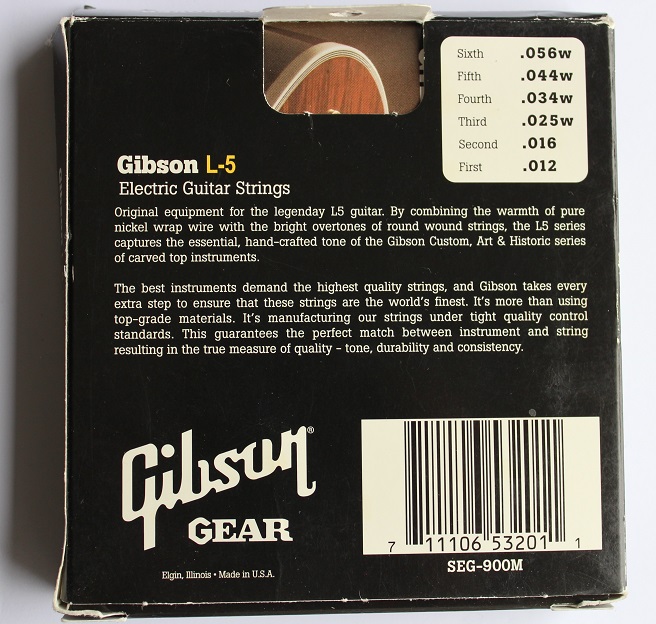 Sixth .056w
Fifth .044w
Fourth .034w
Third .025w
Second .016
First .012
Gibson L-5
Electric Guitar Strings
Original equipment for the legendary L5 guitar. By combining the warmth of pure
nickel wrap wire with the bright overtones of round wound strings, the L5 series
captures the essential, hand-crafted tone of the Gibson Custom, Art & Historic series
of carved top instruments.
The best instruments demand the highest quality strings, and Gibson takes every
extra step to ensure that these strings are the world's finest. It's more than using
top-grade materials. It's manufacturing our strings under tight quality control
standards. This guarantees the perfect match between instrument and string
resulting in the true measure of quality – tone, durability and consistency.
Gibson®
GEAR
Elgin, Illinois • Made in U.S.A.
7 11106 53201 1
SEG-900M